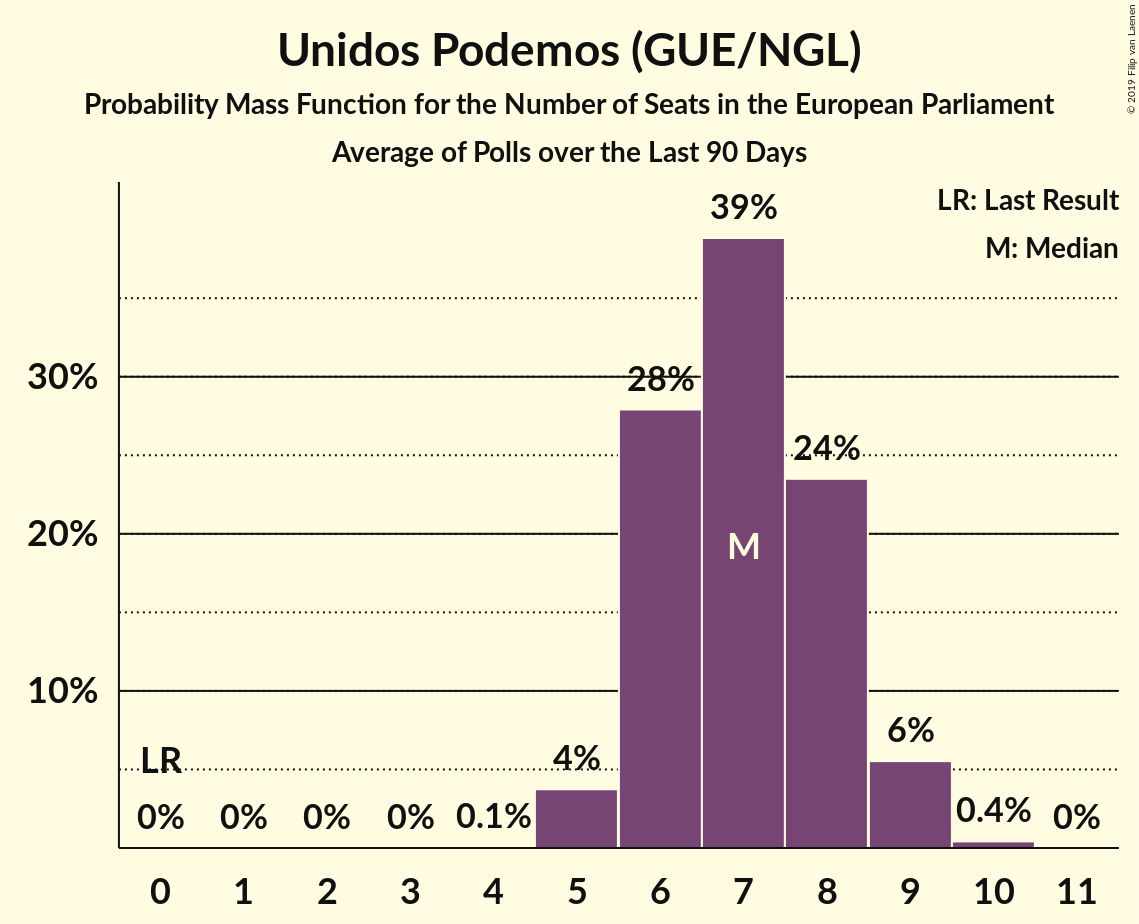 Unidos Podemos (GUE/NGL)
Probability Mass Function for the Number of Seats in the European Parliament
Average of Polls over the Last 90 Days
© 2019 Filip van Laenen
LR: Last Result
M: Median
39%
30%
28%
24%
20%
M
10%
6%
LR
4%
0%
0%
0%
0%
0.1%
0.4%
0%
0 1 2 3 4 5 6 7 8 9 10 11